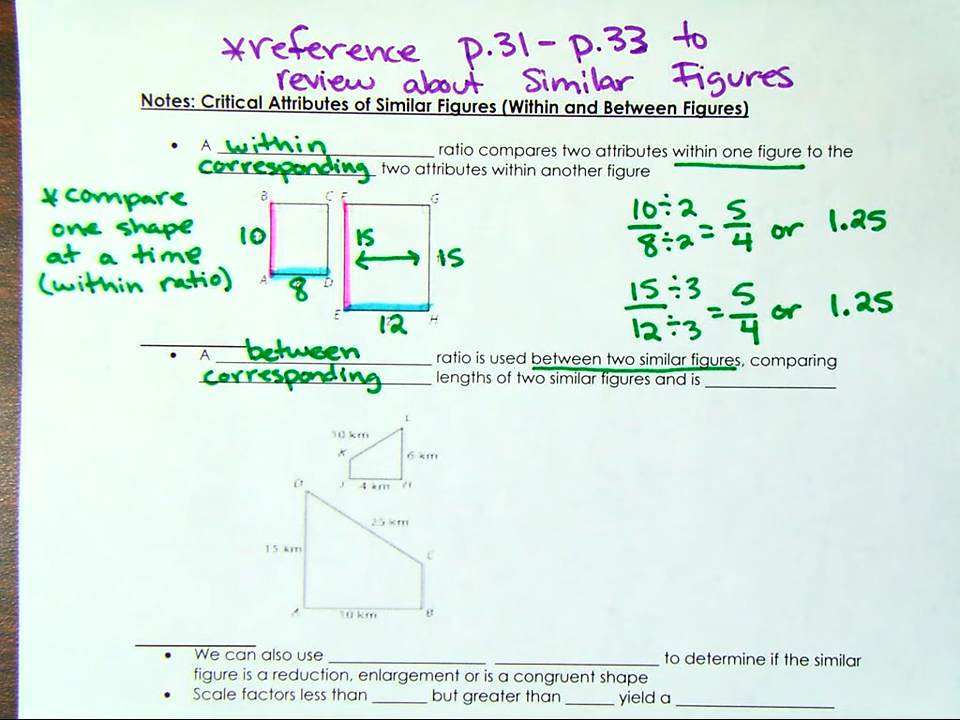 *reference p.31 - p.33 to
review about Similar Figures
Notes: Critical Attributes of Similar Figures (Within and Between Figures)
• A within ratio compares two attributes within one figure to the
corresponding two attributes within another figure
* compare
one shape
at a time
(within ratio)
B C F G
10 15 15
A 8 D
E 12 H
10÷2/8÷2 = 5/4 or 1.25
15÷3/12÷3 = 5/4 or 1.25
• A between ratio is used between two similar figures, comparing
corresponding lengths of two similar figures and is
L
10 km
K 6 km
J 4 km M
D
25 km
15 km C
A 10 km B
• We can also use ________ ________ to determine if the similar
figure is a reduction, enlargement or is a congruent shape
• Scale factors less than ____ but greater than ____ yield a ________